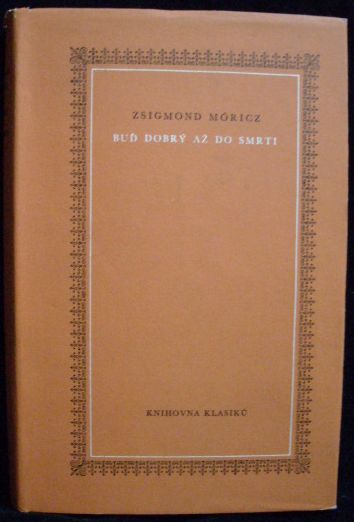 ZSIGMOND MÓRICZ
BUĎ DOBRÝ AŽ DO SMRTI
KNIHOVNA KLASIKŮ